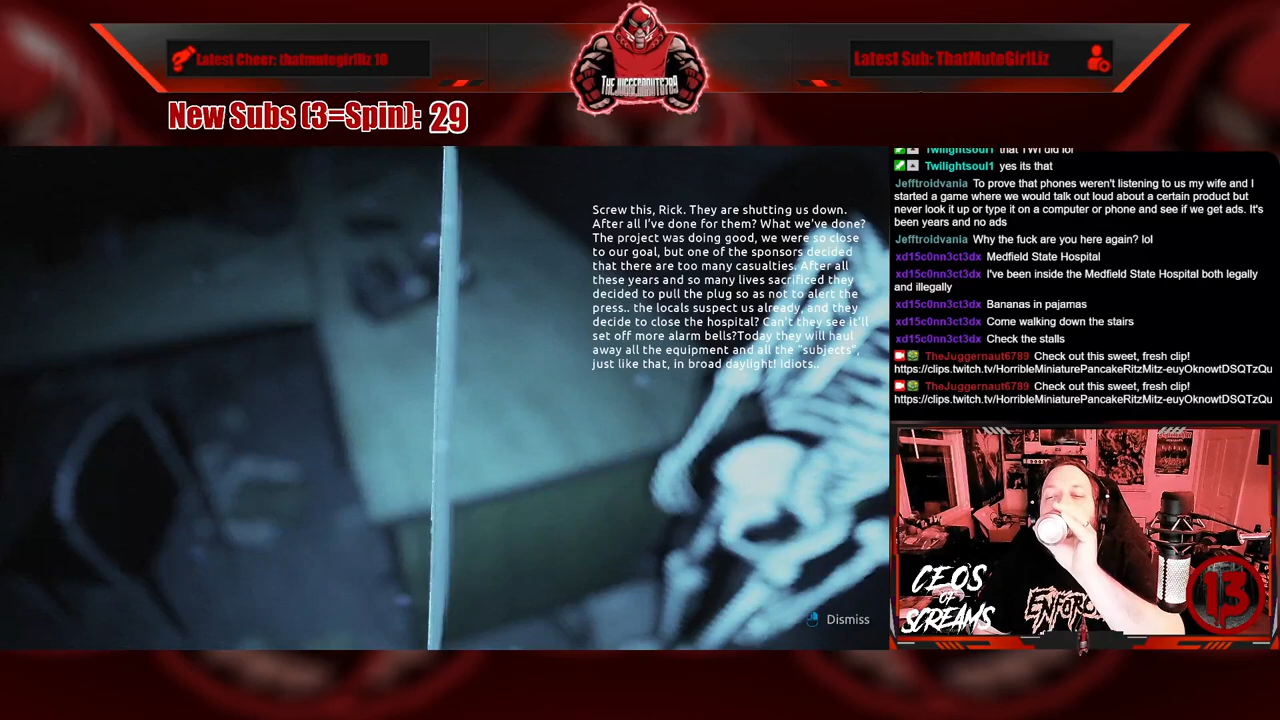 Latest Cheer: thatmutegirlliz 10
THEJUGGERNAUT6789
Latest Sub: ThatMuteGirlLiz
New Subs (3=Spin): 29
Screw this, Rick. They are shutting us down.
After all I've done for them? What we've done?
The project was doing good, we were so close
to our goal, but one of the sponsors decided
that there are too many casualties. After all
these years and so many lives sacrificed they
decided to pull the plug so as not to alert the
press.. the locals suspect us already, and they
decide to close the hospital? Can't they see it'll
set off more alarm bells?Today they will haul
away all the equipment and all the "subjects",
just like that, in broad daylight! Idiots..
Dismiss
Twilightsoul1 that TWI did lol
Twilightsoul1 yes its that
Jefftroidvania To prove that phones weren't listening to us my wife and I
started a game where we would talk out loud about a certain product but
never look it up or type it on a computer or phone and see if we get ads. It's
been years and no ads
Jefftroidvania Why the fuck are you here again? lol
xd15c0nn3ct3dx Medfield State Hospital
xd15c0nn3ct3dx I've been inside the Medfield State Hospital both legally
and illegally
xd15c0nn3ct3dx Bananas in pajamas
xd15c0nn3ct3dx Come walking down the stairs
xd15c0nn3ct3dx Check the stalls
TheJuggernaut6789 Check out this sweet, fresh clip!
https://clips.twitch.tv/HorribleMiniaturePancakeRitzMitz-euyOknowtDSQTzQu
TheJuggernaut6789 Check out this sweet, fresh clip!
https://clips.twitch.tv/HorribleMiniaturePancakeRitzMitz-euyOknowtDSQTzQu
CEOS
OF
SCREAMS
13